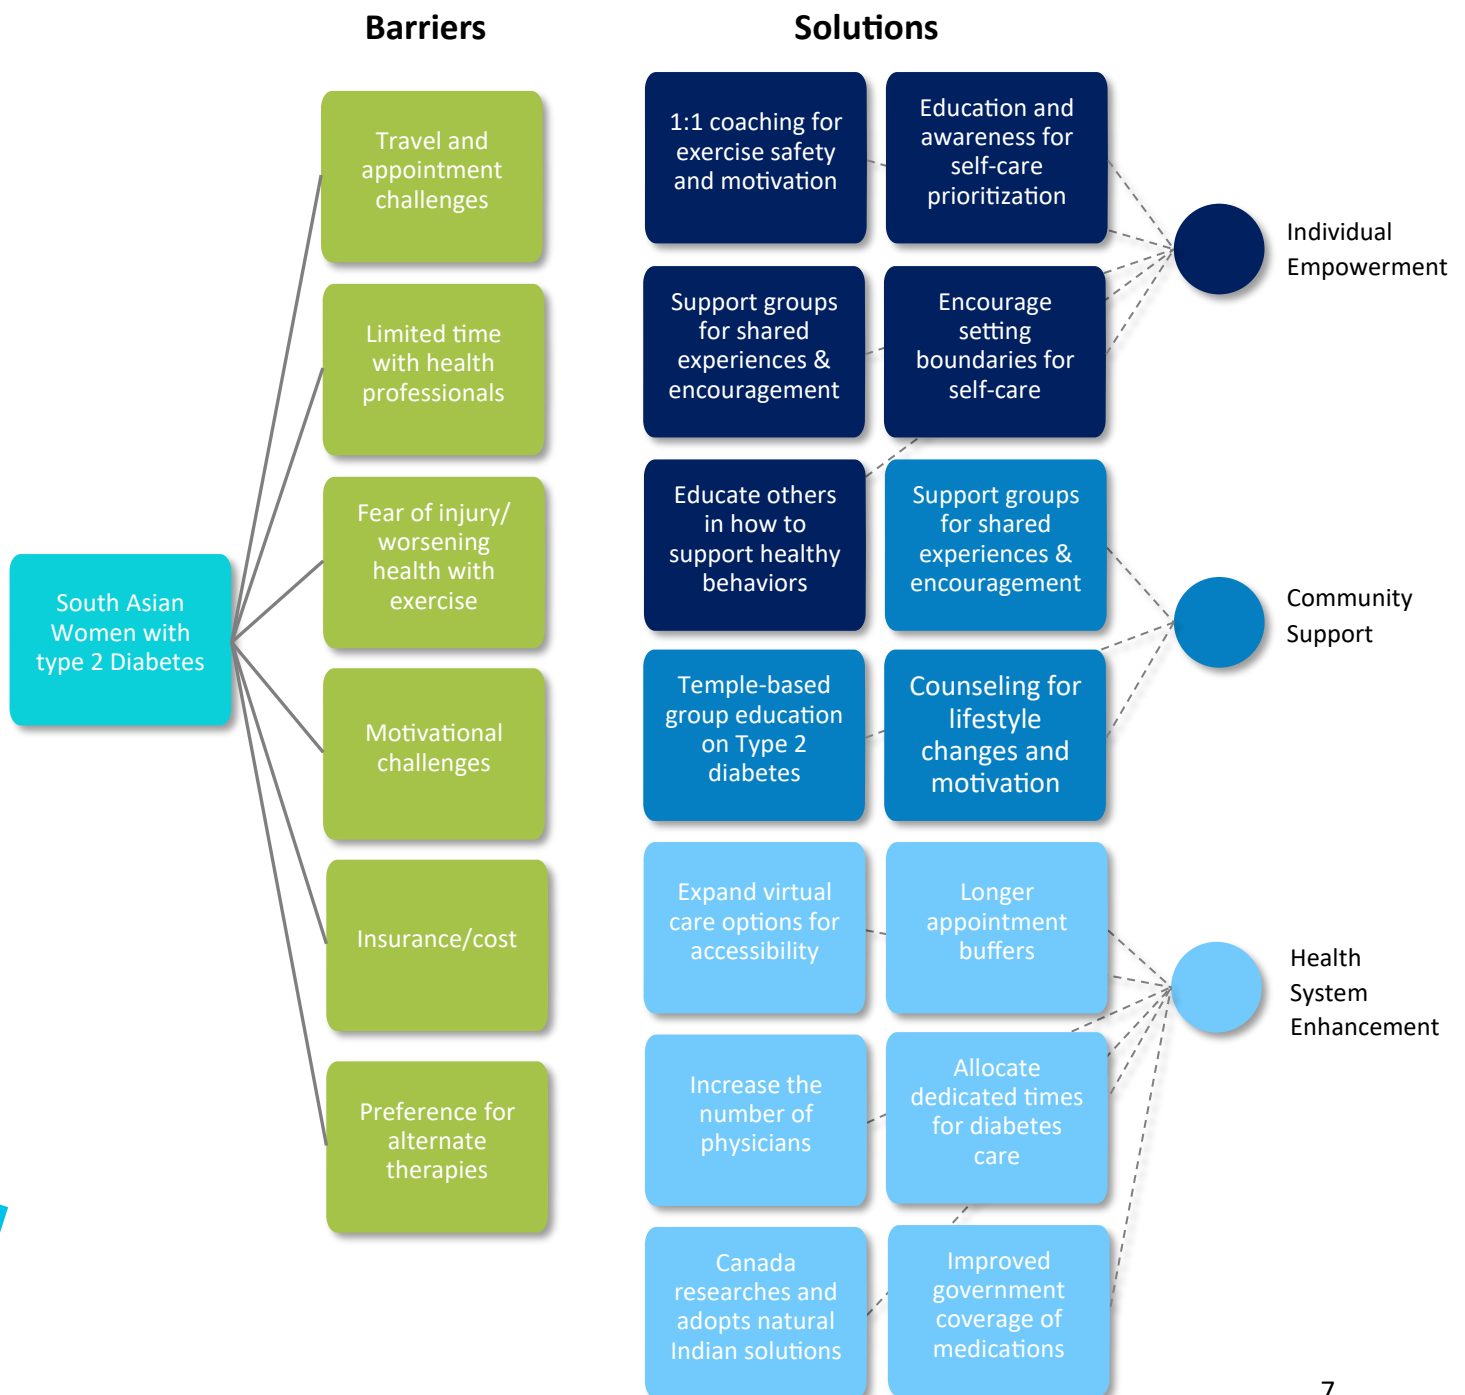 Barriers
Solutions
South Asian
Women with
type 2 Diabetes
Travel and
appointment
challenges
Limited time
with health
professionals
Fear of injury/
worsening
health with
exercise
Motivational
challenges
Insurance/cost
Preference for
alternate
therapies
1:1 coaching for
exercise safety
and motivation
Education and
awareness for
self-care
prioritization
Support groups
for shared
experiences &
encouragement
Encourage
setting
boundaries for
self-care
Educate others
in how to
support healthy
behaviors
Support groups
for shared
experiences &
encouragement
Temple-based
group education
on Type 2
diabetes
Counseling for
lifestyle
changes and
motivation
Expand virtual
care options for
accessibility
Longer
appointment
buffers
Increase the
number of
physicians
Allocate
dedicated times
for diabetes
care
Canada
researches and
adopts natural
Indian solutions
Improved
government
coverage of
medications
Individual
Empowerment
Community
Support
Health
System
Enhancement
7